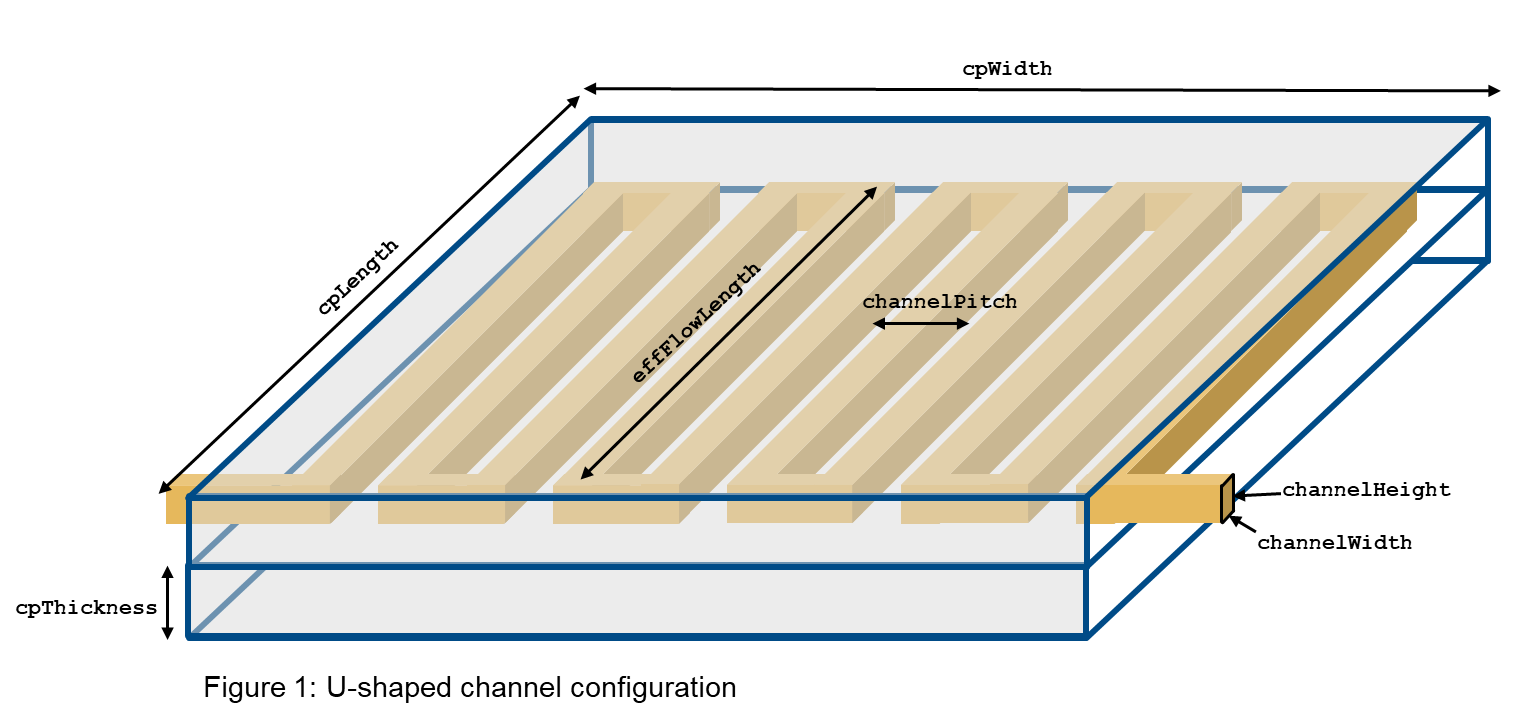 cpWidth
cpLength
effFlowLength
channelPitch
channelHeight
channelWidth
cpThickness
Figure 1: U-shaped channel configuration